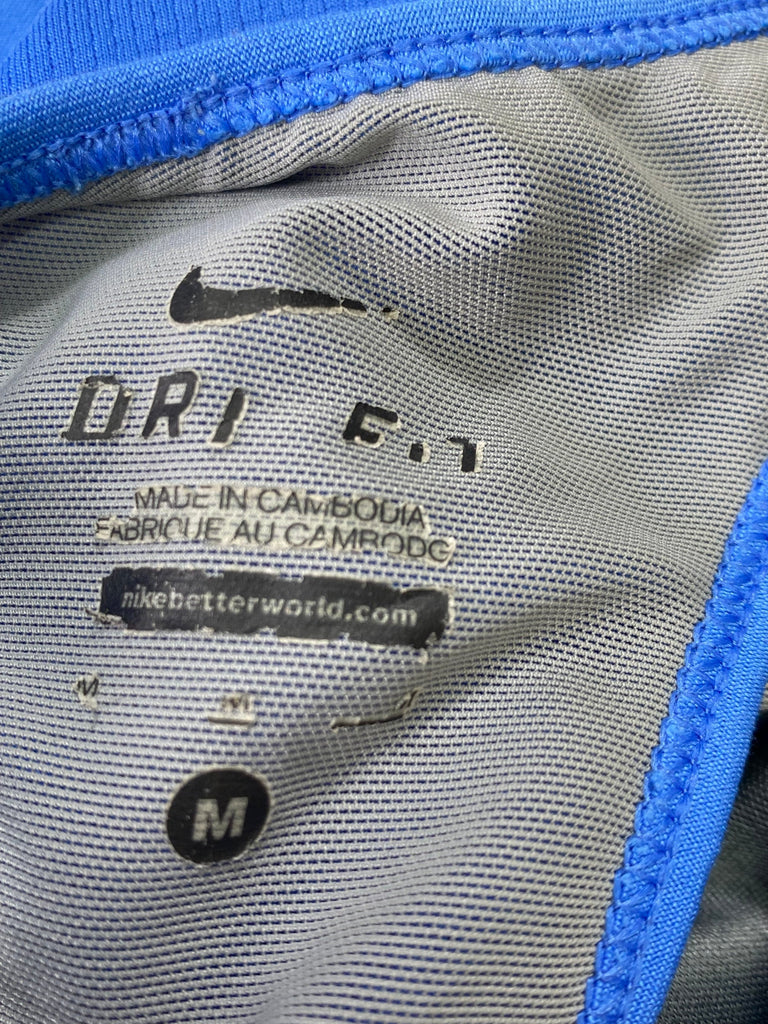 DRI
MADE IN CAMBODIA
FABRIQUE AU CAMBODG
nikebetterworld.com
M M
M